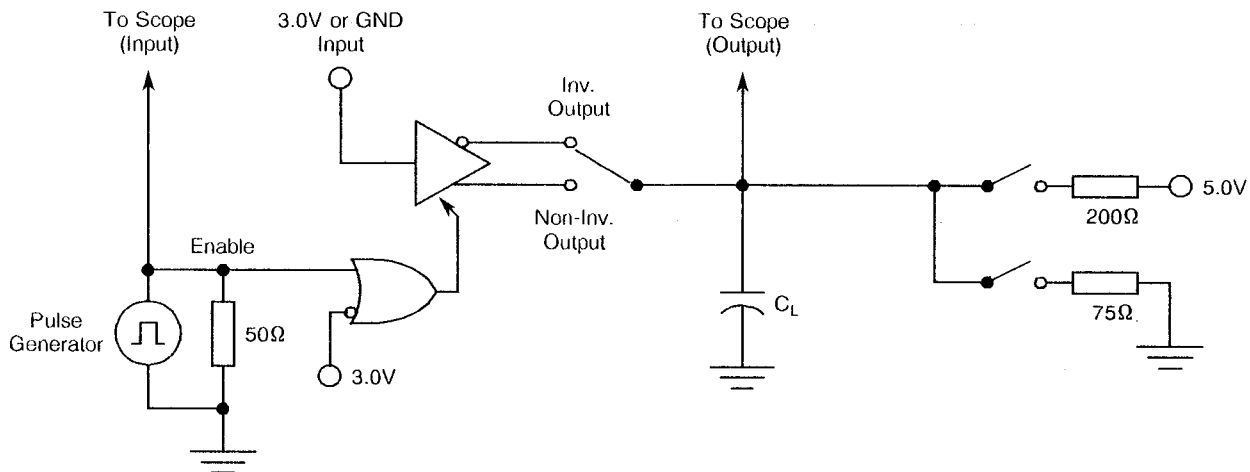 To Scope
(Input)
3.0V or GND
Input
To Scope
(Output)
Inv.
Output
Non-Inv.
Output
5.0V
200Ω
Enable
75Ω
Pulse
Generator
50Ω
3.0V
CL